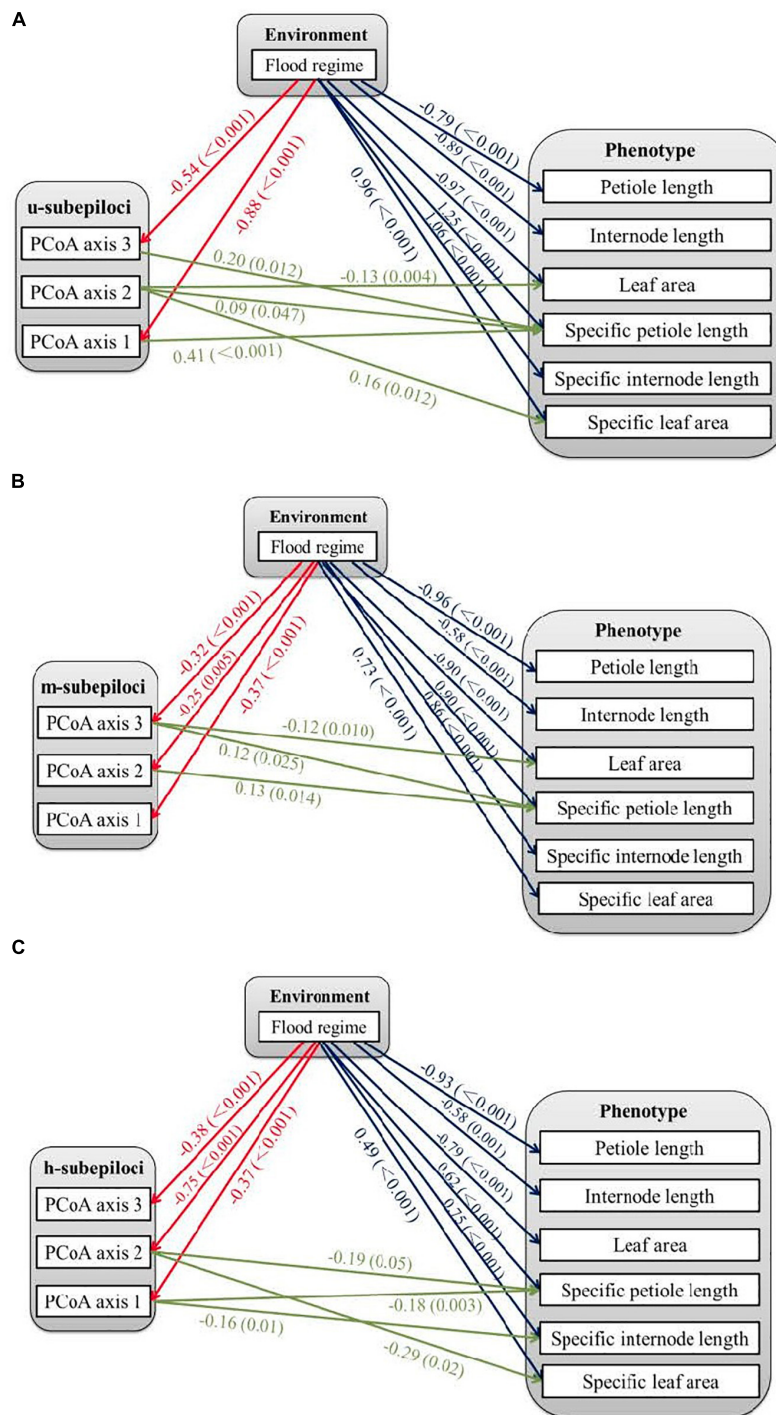 A
Environment
Flood regime
-0.54 (<0.001)
-0.88 (<0.001)
0.96 (<0.001)
-0.79 (<0.001)
-0.89 (<0.001)
-0.97 (<0.001)
1.25 (<0.001)
1.06 (<0.001)
u-subepiloci
PCoA axis 3
PCoA axis 2
PCoA axis 1
0.20 (0.012)
-0.13 (0.004)
0.09 (0.047)
0.41 (<0.001)
0.16 (0.012)
Phenotype
Petiole length
Internode length
Leaf area
Specific petiole length
Specific internode length
Specific leaf area
B
Environment
Flood regime
-0.32 (<0.001)
-0.25 (0.005)
-0.37 (<0.001)
0.73 (<0.001)
-0.96 (<0.001)
-0.58 (<0.001)
-0.90 (<0.001)
0.90 (<0.001)
0.86 (<0.001)
m-subepiloci
PCoA axis 3
PCoA axis 2
PCoA axis 1
-0.12 (0.010)
0.12 (0.025)
0.13 (0.014)
Phenotype
Petiole length
Internode length
Leaf area
Specific petiole length
Specific internode length
Specific leaf area
C
Environment
Flood regime
-0.38 (<0.001)
-0.75 (<0.001)
-0.37 (<0.001)
0.49 (<0.001)
-0.93 (<0.001)
-0.58 (0.001)
-0.79 (<0.001)
0.62 (<0.001)
0.75 (<0.001)
h-subepiloci
PCoA axis 3
PCoA axis 2
PCoA axis 1
-0.19 (0.05)
-0.18 (0.003)
-0.16 (0.01)
-0.29 (0.02)
Phenotype
Petiole length
Internode length
Leaf area
Specific petiole length
Specific internode length
Specific leaf area